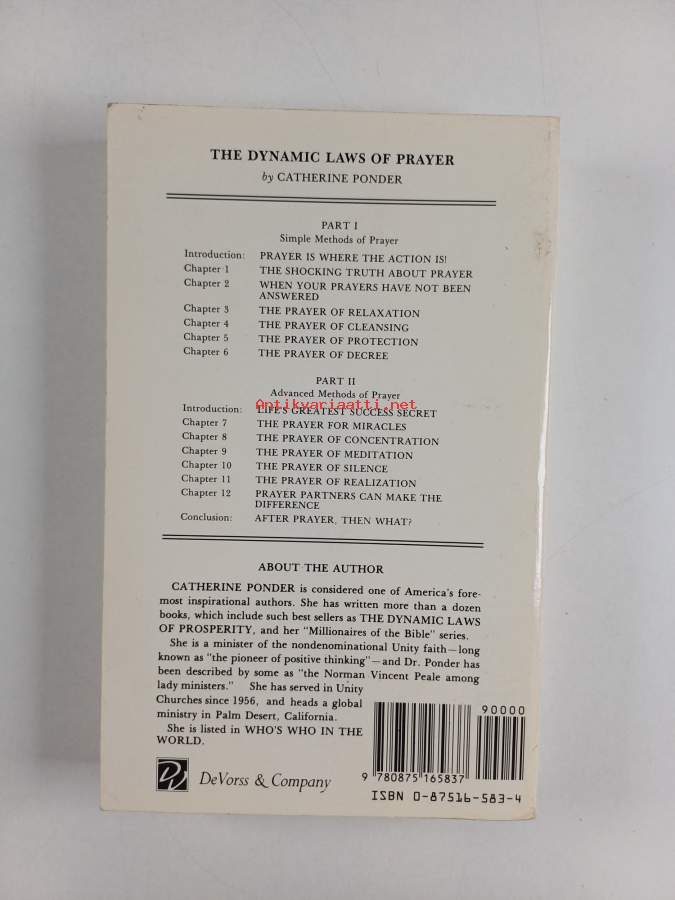 THE DYNAMIC LAWS OF PRAYER
by CATHERINE PONDER
PART I
Simple Methods of Prayer
Introduction: PRAYER IS WHERE THE ACTION IS!
Chapter 1 THE SHOCKING TRUTH ABOUT PRAYER
Chapter 2 WHEN YOUR PRAYERS HAVE NOT BEEN
ANSWERED
Chapter 3 THE PRAYER OF RELAXATION
Chapter 4 THE PRAYER OF CLEANSING
Chapter 5 THE PRAYER OF PROTECTION
Chapter 6 THE PRAYER OF DECREE
PART II
Advanced Methods of Prayer
Antikvariaatti.net
Introduction: LIFE'S GREATEST SUCCESS SECRET
Chapter 7 THE PRAYER FOR MIRACLES
Chapter 8 THE PRAYER OF CONCENTRATION
Chapter 9 THE PRAYER OF MEDITATION
Chapter 10 THE PRAYER OF SILENCE
Chapter 11 THE PRAYER OF REALIZATION
Chapter 12 PRAYER PARTNERS CAN MAKE THE
DIFFERENCE
Conclusion: AFTER PRAYER, THEN WHAT?
ABOUT THE AUTHOR
CATHERINE PONDER is considered one of America's fore-
most inspirational authors. She has written more than a dozen
books, which include such best sellers as THE DYNAMIC LAWS
OF PROSPERITY, and her "Millionaires of the Bible" series.
She is a minister of the nondenominational Unity faith—long
known as "the pioneer of positive thinking"—and Dr. Ponder has
been described by some as "the Norman Vincent Peale among
lady ministers." She has served in Unity
Churches since 1956, and heads a global
ministry in Palm Desert, California.
She is listed in WHO'S WHO IN THE
WORLD.
90000
9 780875 165837
ISBN 0-87516-583-4
DeVorss & Company